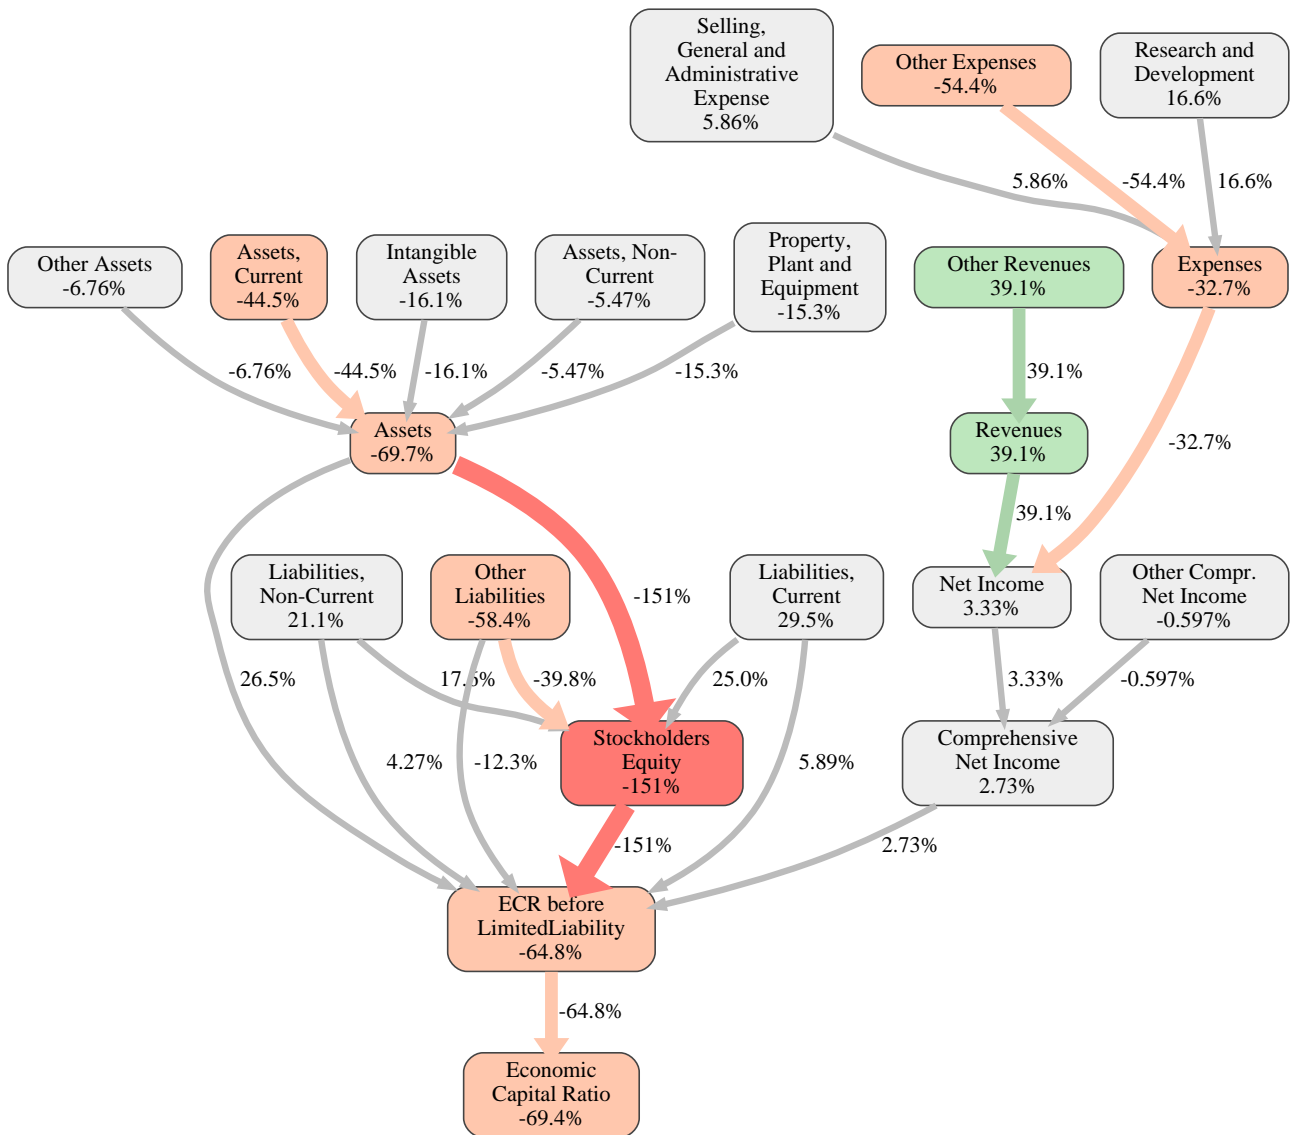 Selling,
General and
Administrative
Expense
5.86%
Other Expenses
-54.4%
Research and
Development
16.6%
5.86%
-54.4%
16.6%
Other Assets
-6.76%
Assets,
Current
-44.5%
Intangible
Assets
-16.1%
Assets, Non-
Current
-5.47%
Property,
Plant and
Equipment
-15.3%
Other Revenues
39.1%
Expenses
-32.7%
-6.76%
-44.5%
-16.1%
-5.47%
-15.3%
39.1%
Assets
-69.7%
Revenues
39.1%
-32.7%
39.1%
Liabilities,
Non-Current
21.1%
Other
Liabilities
-58.4%
-151%
Liabilities,
Current
29.5%
Net Income
3.33%
Other Compr.
Net Income
-0.597%
26.5%
-39.8%
25.0%
3.33%
-0.597%
4.27%
-12.3%
Stockholders
Equity
-151%
5.89%
Comprehensive
Net Income
2.73%
-151%
2.73%
ECR before
LimitedLiability
-64.8%
-64.8%
Economic
Capital Ratio
-69.4%